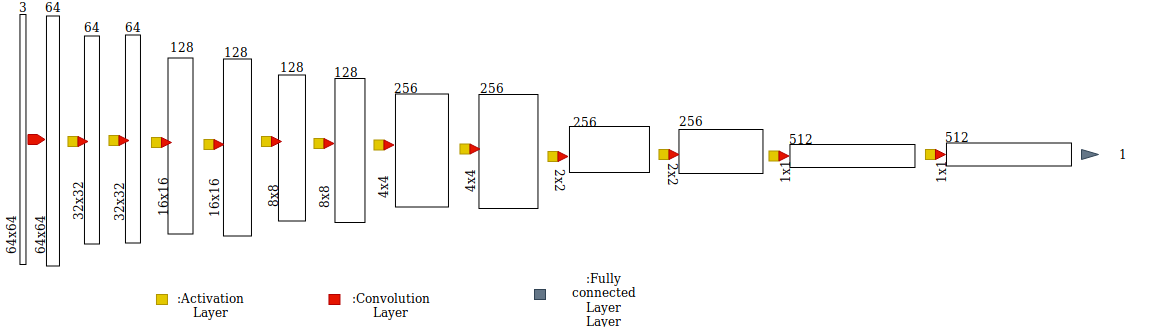 3
64
64
64
128
128
128
128
256
256
256
256
512
512
64x64
64x64
32x32
32x32
16x16
16x16
8x8
8x8
4x4
4x4
2x2
2x2
1x1
1x1
1
:Activation
Layer
:Convolution
Layer
:Fully
connected
Layer
Layer